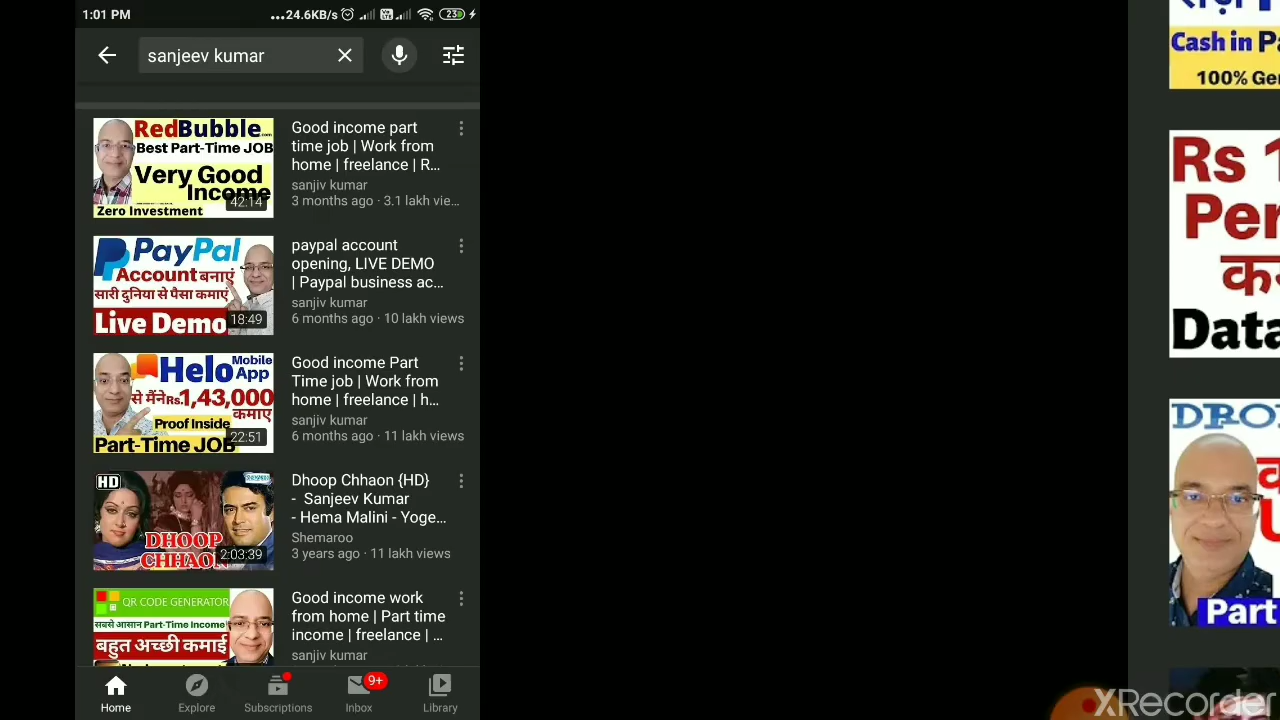 1:01 PM
...24.6KB/s
23
sanjeev kumar
RedBubble.com
Best Part-Time JOB
Very Good
Income
42:14
Zero Investment
Good income part
time job | Work from
home | freelance | R...
sanjiv kumar
3 months ago · 3.1 lakh vie...
PayPal
Account बनाएं
सारी दुनिया से पैसा कमाएं
Live Demo
18:49
paypal account
opening, LIVE DEMO
| Paypal business ac...
sanjiv kumar
6 months ago · 10 lakh views
Helo Mobile
App
से मैंने Rs.1,43,000
कमाए
Proof Inside
Part-Time JOB
22:51
Good income Part
Time job | Work from
home | freelance | h...
sanjiv kumar
6 months ago · 11 lakh views
HD
SHEMAROO
DHOOP
CHHAON
2:03:39
Dhoop Chhaon {HD}
- Sanjeev Kumar
- Hema Malini - Yoge...
Shemaroo
3 years ago · 11 lakh views
QR CODE GENERATOR
सबसे आसान Part-Time Income
बहुत अच्छी कमाई
Good income work
from home | Part time
income | freelance | ...
sanjiv kumar
Home
Explore
Subscriptions
9+
Inbox
Library
Cash in Pa
100% Ge
Rs 1
Per
क
Data
DRO
Part
XRecorder